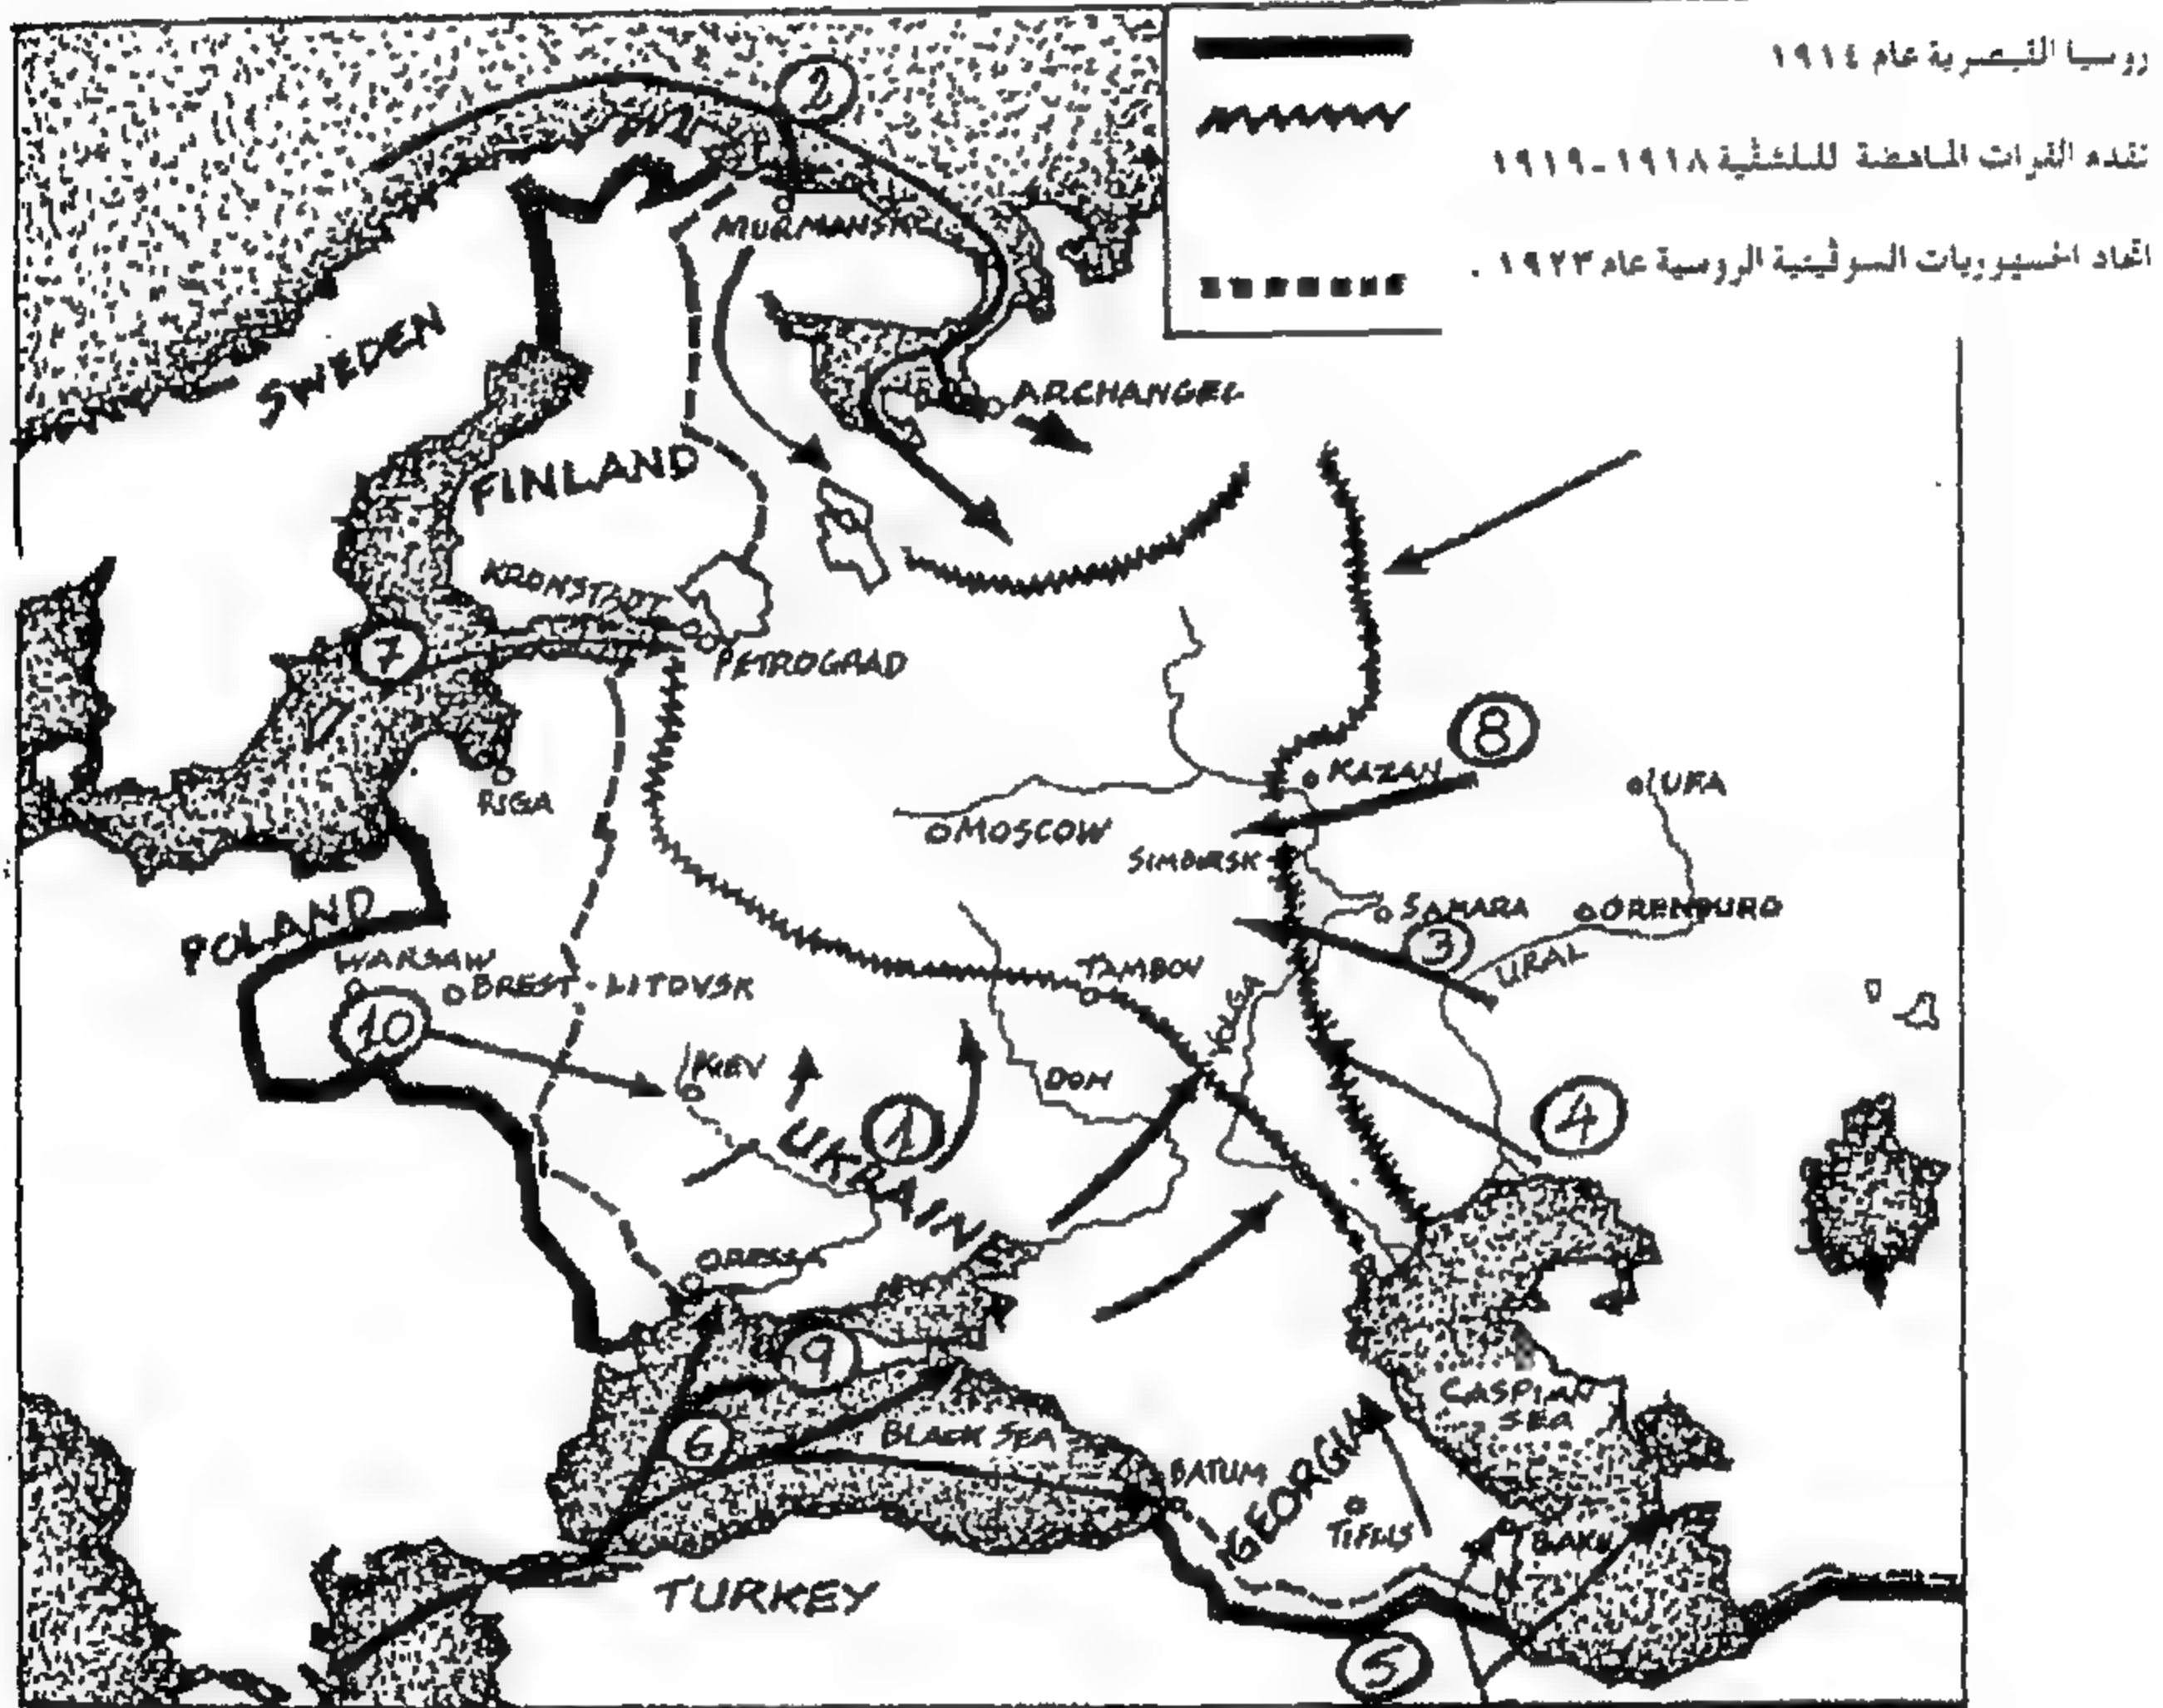 روسيا القيصرية عام ١٩١٤
تقدم القوات المناهضة للبلشفية ١٩١٨-١٩١٩
اتحاد الجمهوريات السوڤيتية الروسية عام ١٩٢٣ .
2
MURMANSK
SWEDEN
ARCHANGEL
FINLAND
KRONSTADT
7
PETROGRAD
8
KAZAN
UFA
RIGA
MOSCOW
SIMBIRSK
SAMARA
ORENBURG
POLAND
3
WARSAW
TAMBOV
URAL
BREST-LITOVSK
10
VOLGA
KIEV
DON
1
4
UKRAINE
ODESSA
9
CASPIAN
SEA
6
BLACK SEA
BATUM
GEORGIA
TIFLIS
BAKU
TURKEY
5